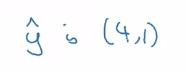 ŷ is (4,1)